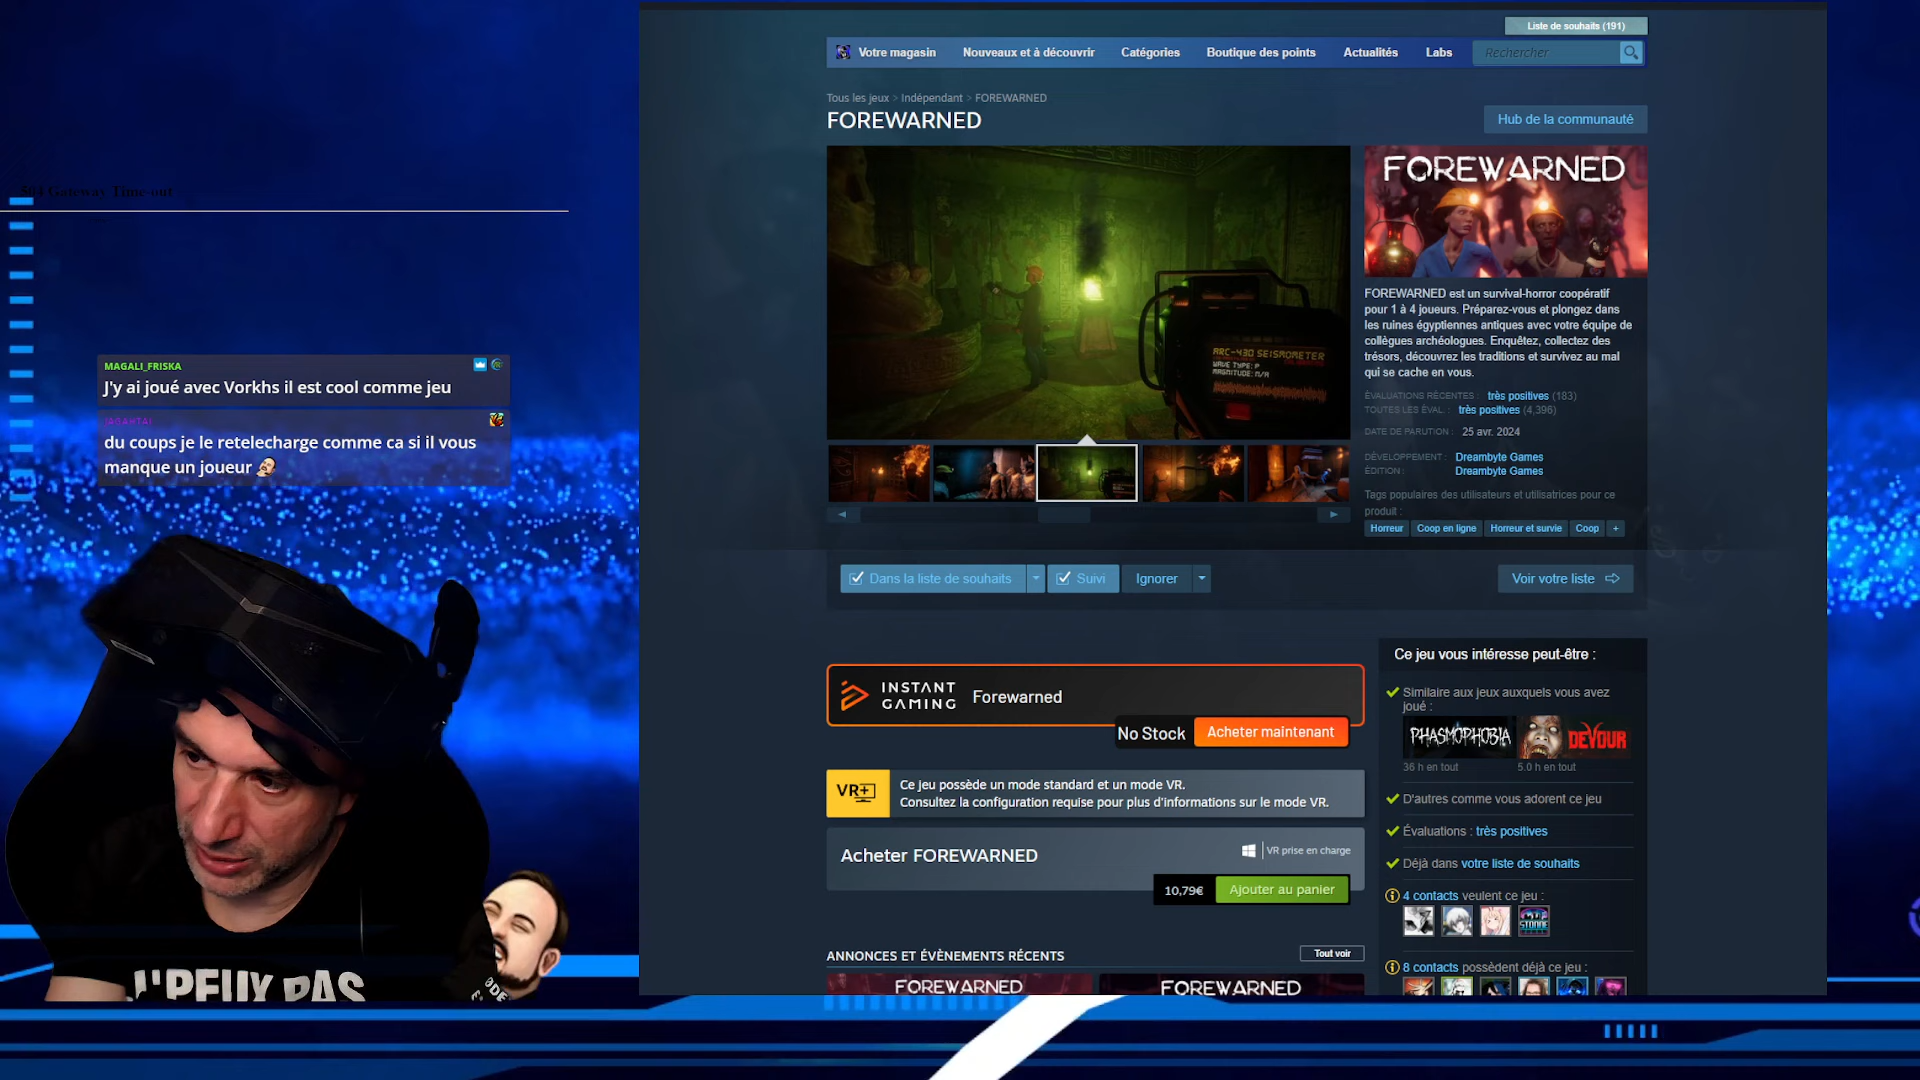 Liste de souhaits (191)
Votre magasin Nouveaux et à découvrir Catégories Boutique des points Actualités Labs Rechercher
Tous les jeux > Indépendant > FOREWARNED
FOREWARNED
Hub de la communauté
504 Gateway Time-out
MAGALI_FRISKA
J'y ai joué avec Vorkhs il est cool comme jeu
du coups je le retelecharge comme ca si il vous
manque un joueur
J'PEUX PAS
ARC-430 SEISMOMETER
WAVE TYPE: P
MAGNITUDE: N/A
FOREWARNED
FOREWARNED est un survival-horror coopératif
pour 1 à 4 joueurs. Préparez-vous et plongez dans
les ruines égyptiennes antiques avec votre équipe de
collègues archéologues. Enquêtez, collectez des
trésors, découvrez les traditions et survivez au mal
qui se cache en vous.
ÉVALUATIONS RÉCENTES : très positives (183)
TOUTES LES ÉVAL. : très positives (4,396)
DATE DE PARUTION : 25 avr. 2024
DÉVELOPPEMENT : Dreambyte Games
ÉDITION : Dreambyte Games
Tags populaires des utilisateurs et utilisatrices pour ce
produit :
Horreur Coop en ligne Horreur et survie Coop +
Dans la liste de souhaits Suivi Ignorer Voir votre liste
INSTANT
GAMING
Forewarned
No Stock Acheter maintenant
VR+
Ce jeu possède un mode standard et un mode VR.
Consultez la configuration requise pour plus d'informations sur le mode VR.
Acheter FOREWARNED
VR prise en charge
10,79€ Ajouter au panier
ANNONCES ET ÉVÈNEMENTS RÉCENTS Tout voir
FOREWARNED FOREWARNED
Ce jeu vous intéresse peut-être :
Similaire aux jeux auxquels vous avez
joué :
PHASMOPHOBIA DEVOUR
36 h en tout 5.0 h en tout
D'autres comme vous adorent ce jeu
Évaluations : très positives
Déjà dans votre liste de souhaits
4 contacts veulent ce jeu :
8 contacts possèdent déjà ce jeu :